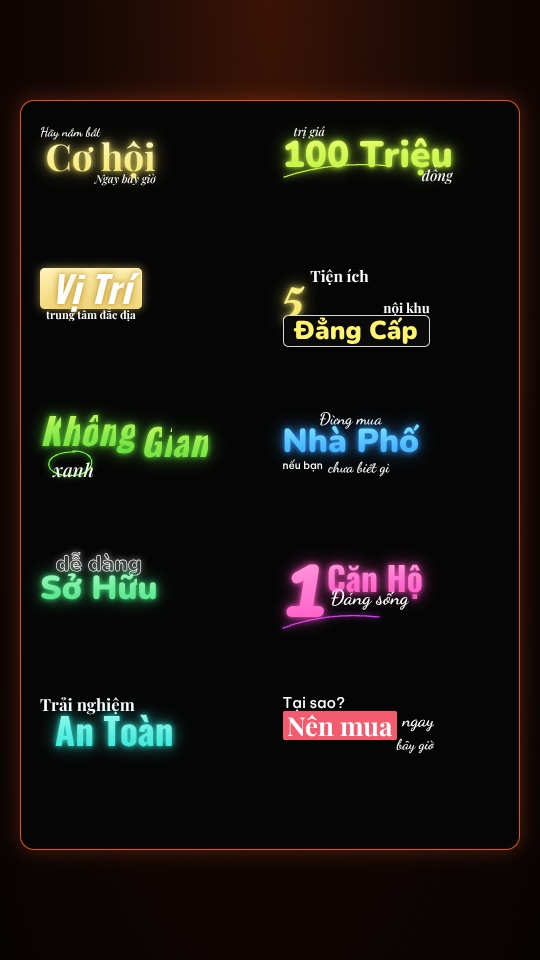 Hãy nắm bắt
Cơ hội
Ngay bây giờ
trị giá
100 Triệu
đồng
Vị Trí
trung tâm đắc địa
Tiện ích
5
nội khu
Đẳng Cấp
Không Gian
xanh
Đừng mua
Nhà Phố
nếu bạn chưa biết gì
dễ dàng
Sở Hữu
1 Căn Hộ
Đáng sống
Trải nghiệm
An Toàn
Tại sao?
Nên mua ngay
bây giờ